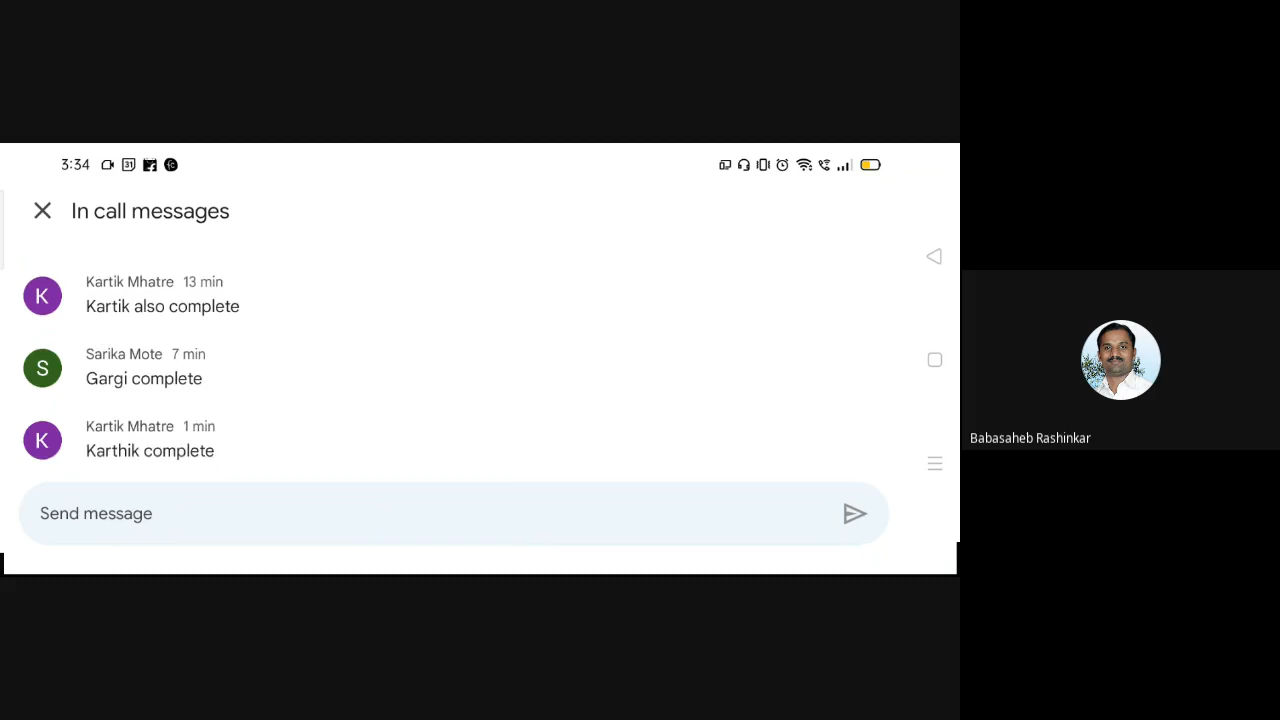 3:34
31
In call messages
K
Kartik Mhatre 13 min
Kartik also complete
S
Sarika Mote 7 min
Gargi complete
K
Kartik Mhatre 1 min
Karthik complete
Send message
Babasaheb Rashinkar